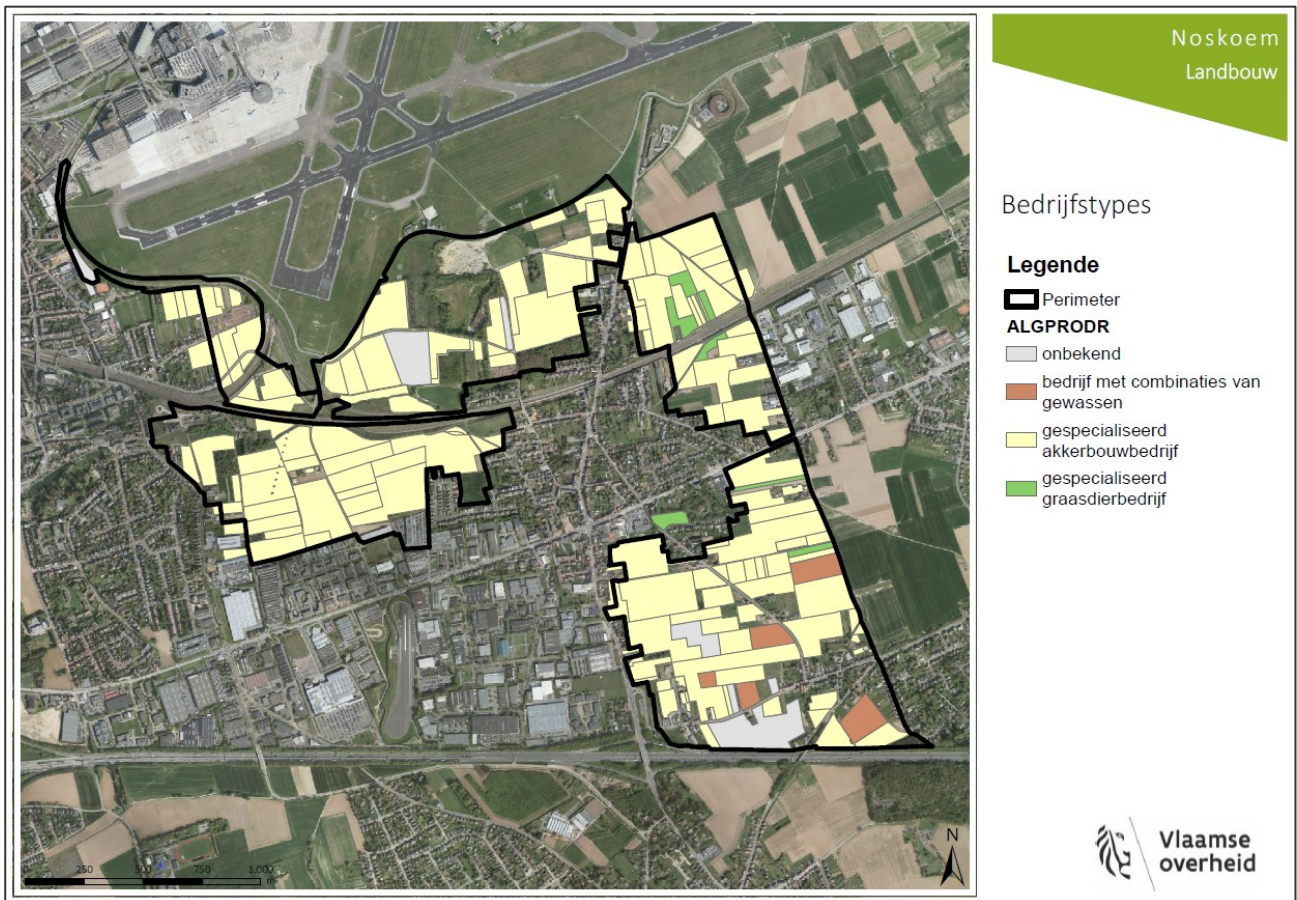 Noskoem
Landbouw
Bedrijfstypes
Legende
Perimeter
ALGPRODR
onbekend
bedrijf met combinaties van
gewassen
gespecialiseerd
akkerbouwbedrijf
gespecialiseerd
graasdierbedrijf
N
0 250 500 750 1.000
m
Vlaamse
overheid